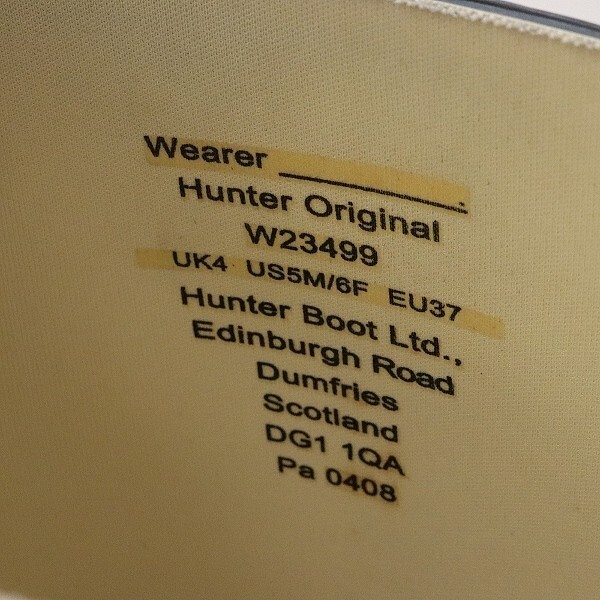 Wearer __________.
Hunter Original
W23499
UK4 US5M/6F EU37
Hunter Boot Ltd.,
Edinburgh Road
Dumfries
Scotland
DG1 1QA
Pa 0408